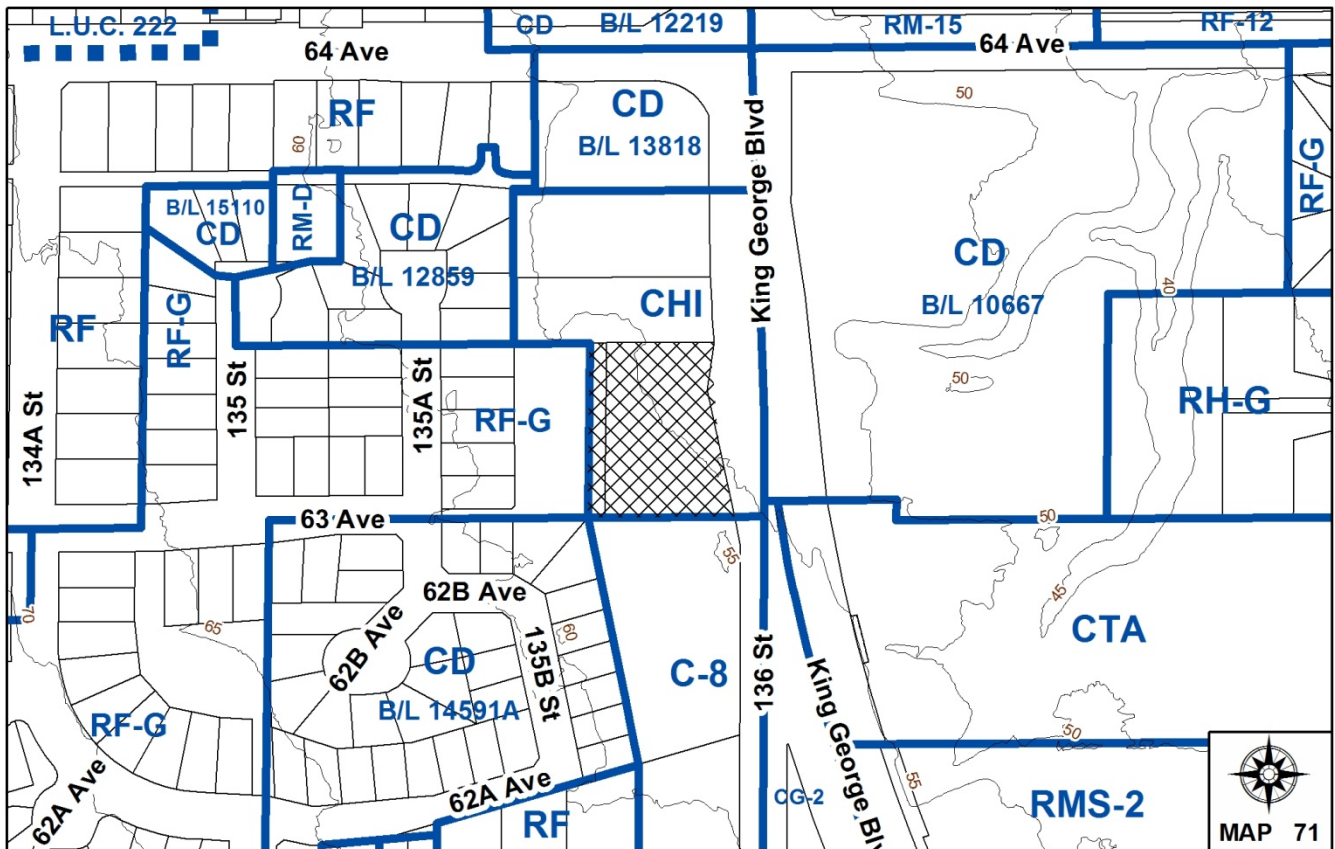 L.U.C. 222
CD
B/L 12219
RM-15
RF-12
64 Ave
64 Ave
RF
60
CD
B/L 13818
King George Blvd
50
RF-G
B/L 15110
CD
RM-D
CD
B/L 12859
CD
B/L 10667
40
RF
RF-G
CHI
134A St
135 St
135A St
RF-G
50
RH-G
63 Ave
50
70
65
62B Ave
62B Ave
CD
B/L 14591A
135B St
60
55
C-8
136 St
King George Blv
45
CTA
RF-G
62A Ave
62A Ave
RF
CG-2
55
50
RMS-2
MAP 71